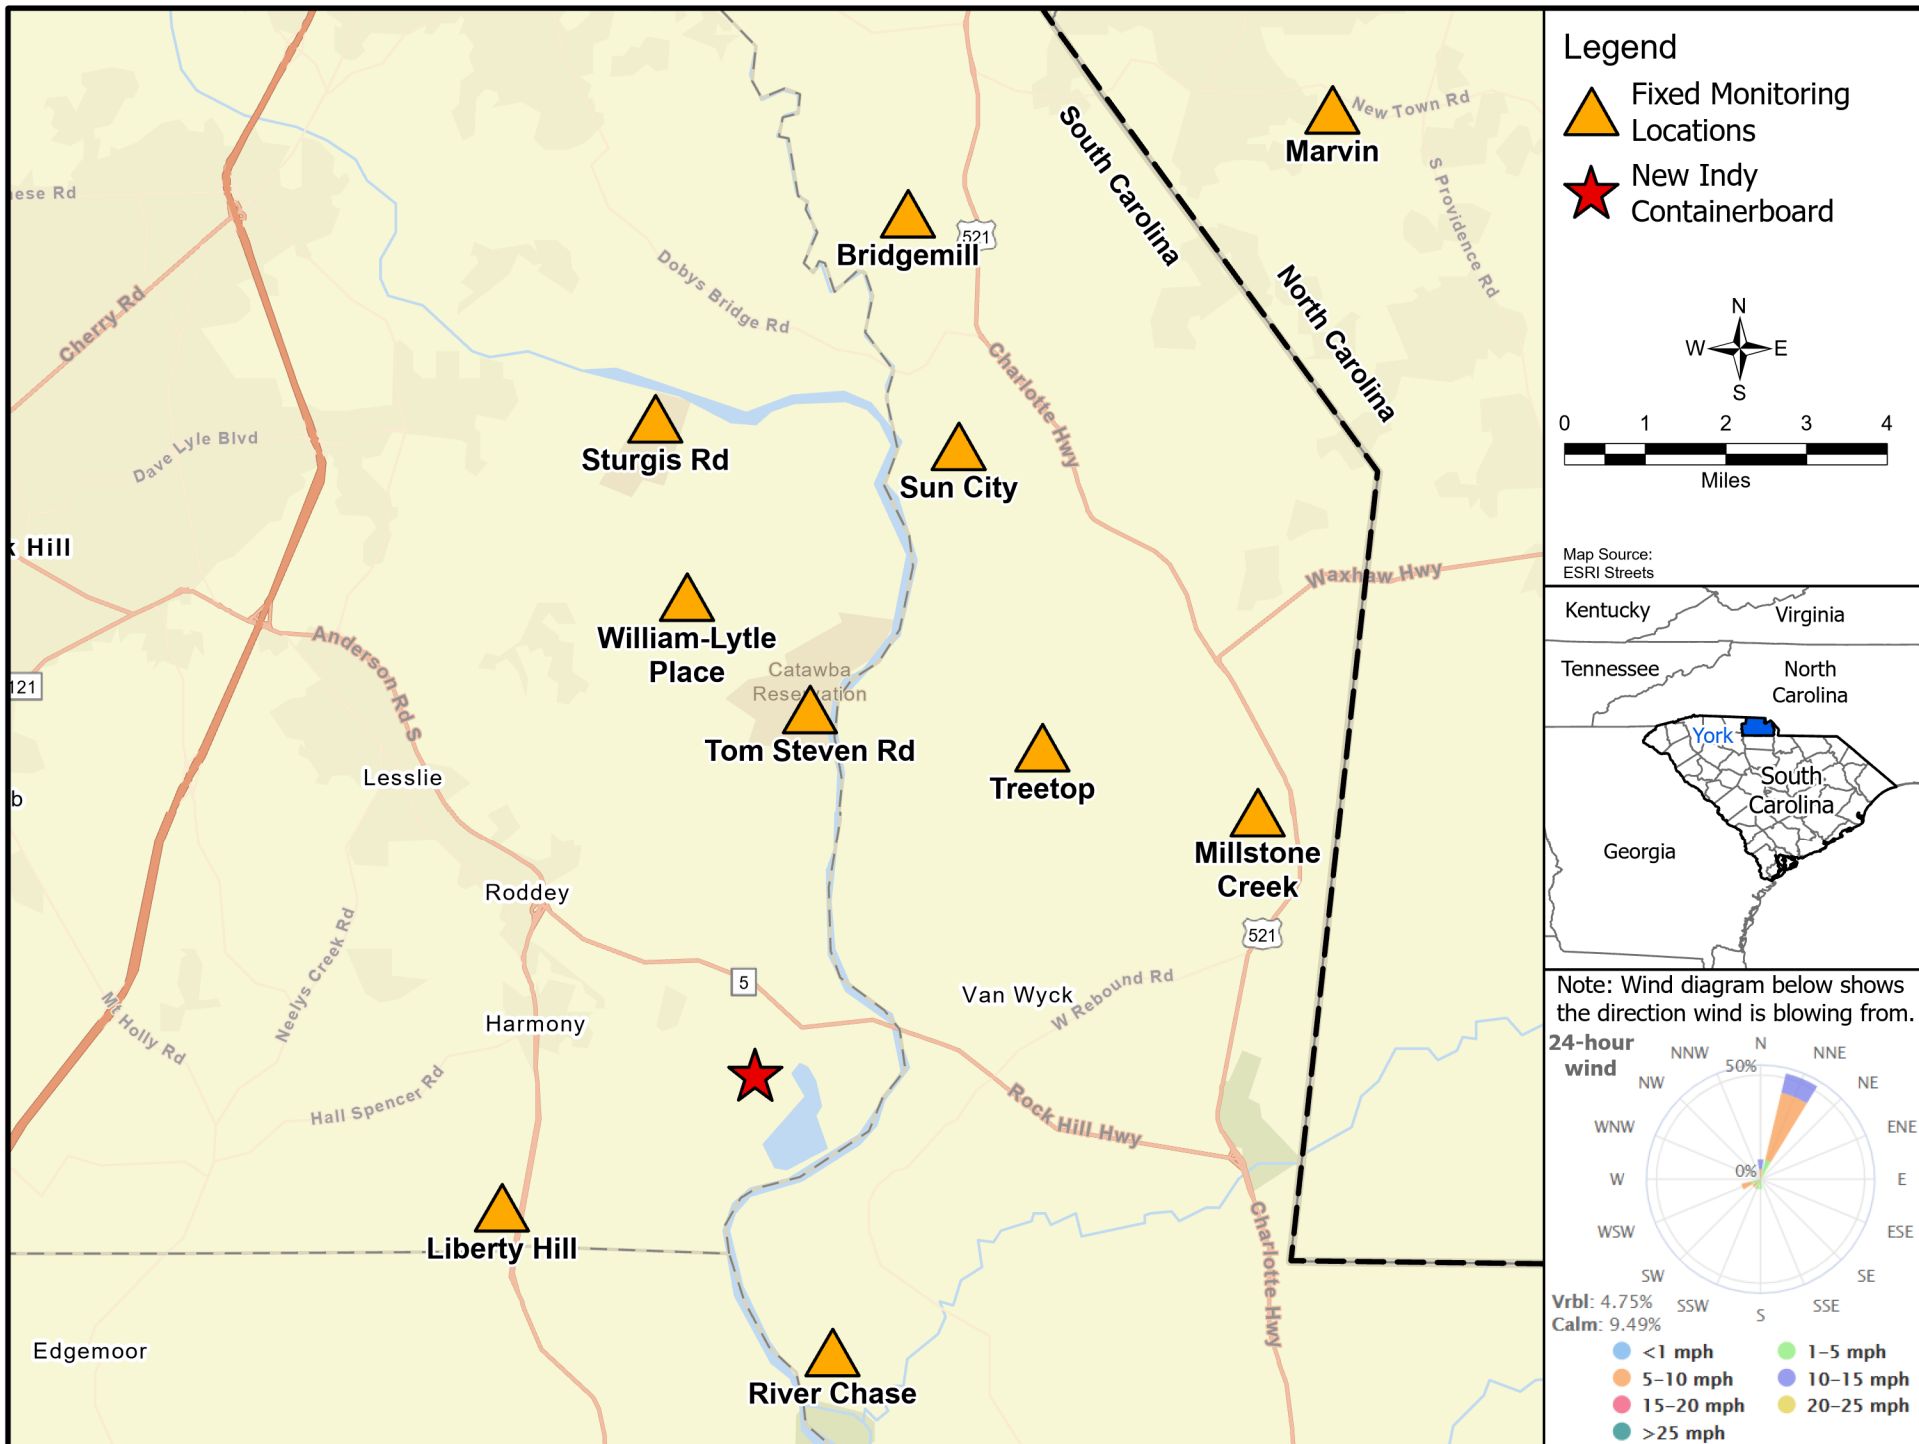 Marvin
New Town Rd
S Providence Rd
South Carolina
North Carolina
Bridgemill
521
Dobys Bridge Rd
Cherry Rd
Charlotte Hwy
Dave Lyle Blvd
Sturgis Rd
Sun City
Hill
Waxhaw Hwy
William-Lytle
Place
Anderson Rd S
Catawba
Reservation
121
Tom Steven Rd
Lesslie
Treetop
Millstone
Creek
Roddey
521
Neelys Creek Rd
5
Van Wyck
W Rebound Rd
Mt Holly Rd
Harmony
Hall Spencer Rd
Rock Hill Hwy
Liberty Hill
Charlotte Hwy
Edgemoor
River Chase
Legend
Fixed Monitoring
Locations
New Indy
Containerboard
N
W E
S
0 1 2 3 4
Miles
Map Source:
ESRI Streets
Kentucky
Virginia
Tennessee
North
Carolina
York
South
Carolina
Georgia
Note: Wind diagram below shows
the direction wind is blowing from.
24-hour
wind
N
NNE
NE
ENE
E
ESE
SE
SSE
S
SSW
SW
WSW
W
WNW
NW
NNW
50%
0%
Vrbl: 4.75%
Calm: 9.49%
<1 mph
1-5 mph
5-10 mph
10-15 mph
15-20 mph
20-25 mph
>25 mph